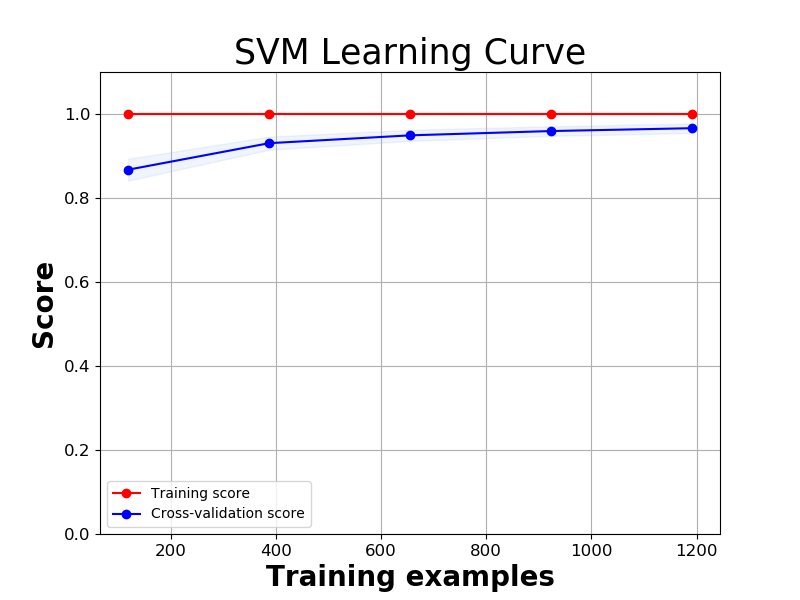 SVM Learning Curve
Score
1.0
0.8
0.6
0.4
0.2
0.0
Training score
Cross-validation score
200 400 600 800 1000 1200
Training examples